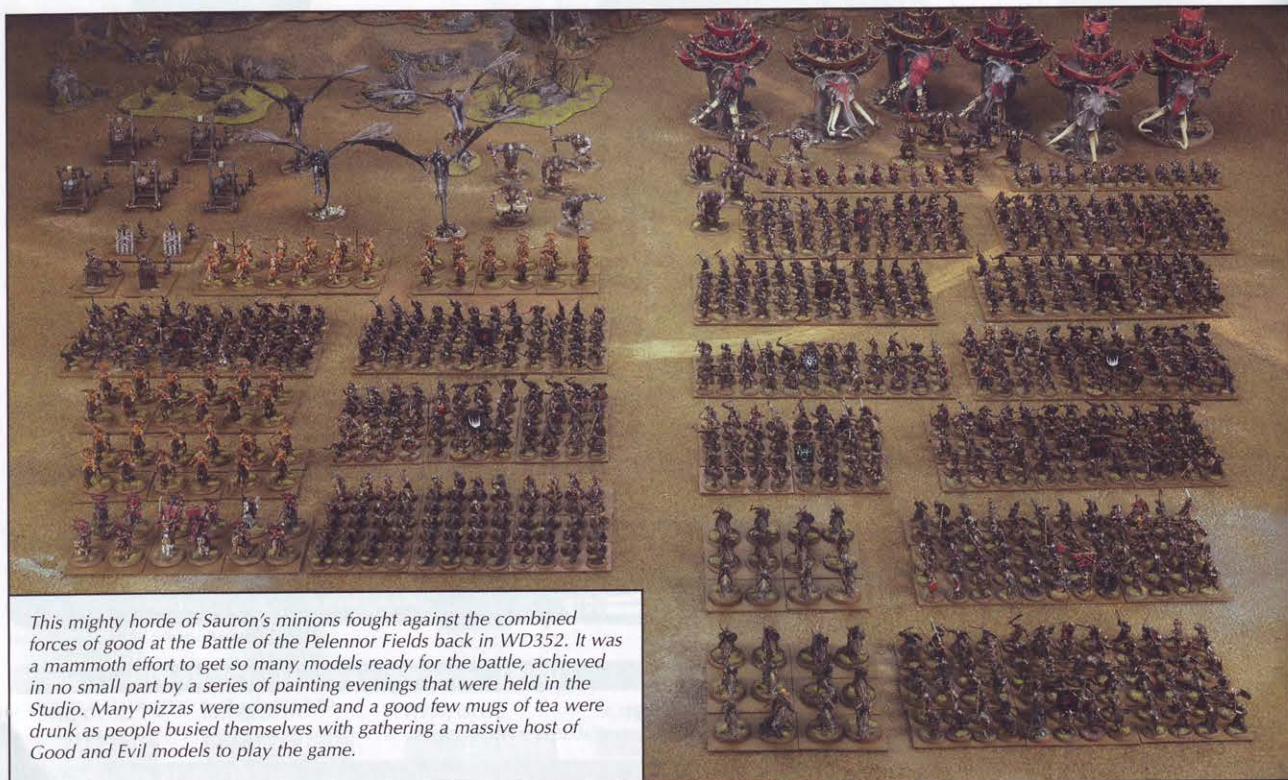 This mighty horde of Sauron's minions fought against the combined
forces of good at the Battle of the Pelennor Fields back in WD352. It was
a mammoth effort to get so many models ready for the battle, achieved
in no small part by a series of painting evenings that were held in the
Studio. Many pizzas were consumed and a good few mugs of tea were
drunk as people busied themselves with gathering a massive host of
Good and Evil models to play the game.